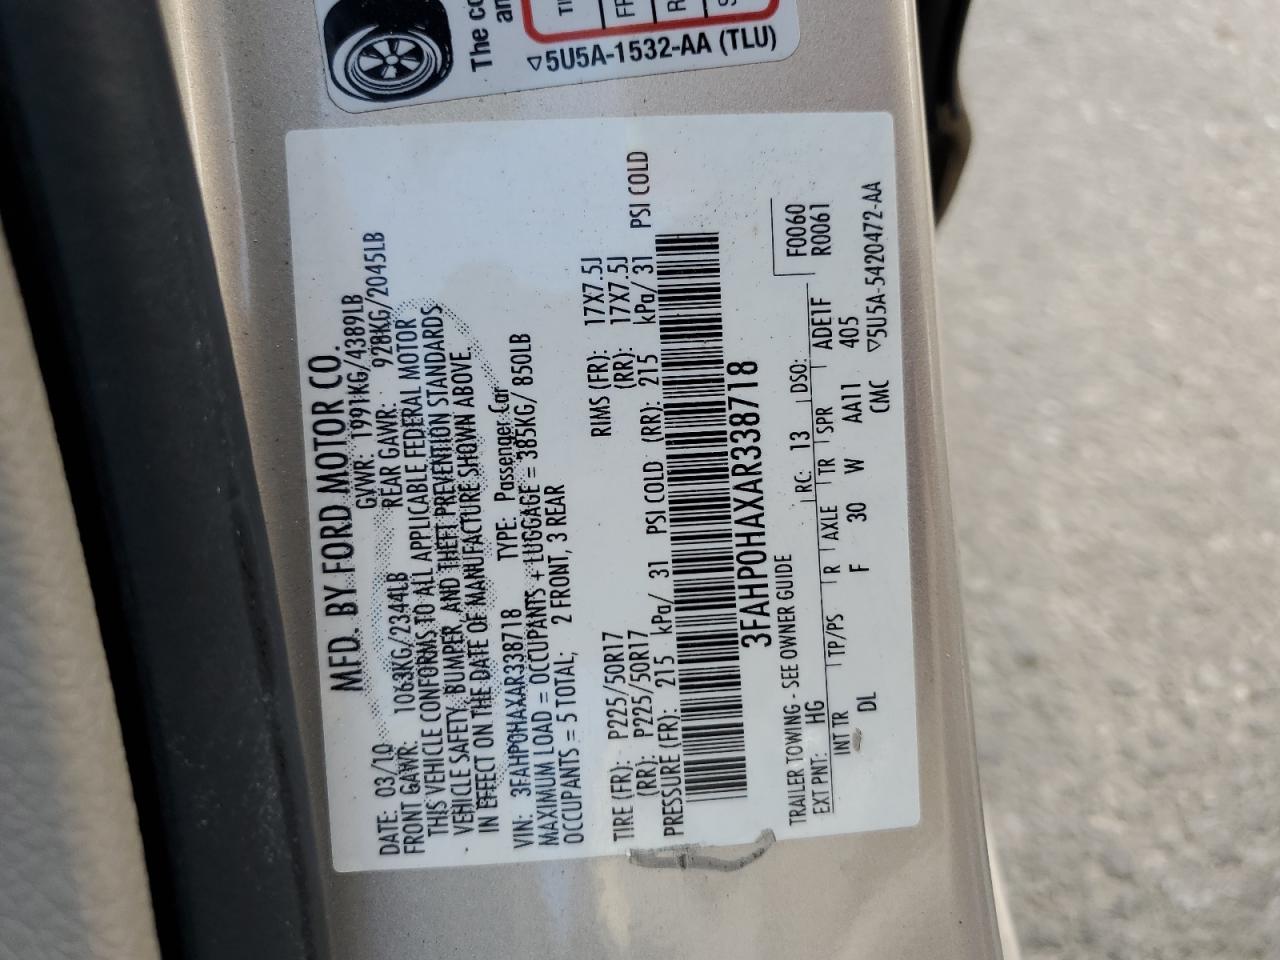 The co
an
TI
FR
R
S
▽5U5A-1532-AA (TLU)
MFD. BY FORD MOTOR CO.
DATE: 03/10 GVWR: 1991KG/4389LB
FRONT GAWR: 1063KG/2344LB REAR GAWR: 928KG/2045LB
THIS VEHICLE CONFORMS TO ALL APPLICABLE FEDERAL MOTOR
VEHICLE SAFETY, BUMPER, AND THEFT PREVENTION STANDARDS
IN EFFECT ON THE DATE OF MANUFACTURE SHOWN ABOVE.
VIN: 3FAHP0HAXAR338718 TYPE: Passenger Car
MAXIMUM LOAD = OCCUPANTS + LUGGAGE = 385KG/ 850LB
OCCUPANTS = 5 TOTAL; 2 FRONT, 3 REAR
TIRE (FR): P225/50R17 RIMS (FR): 17X7.5J
(RR): P225/50R17 (RR): 17X7.5J
PRESSURE (FR): 215 kPa/ 31 PSI COLD (RR): 215 kPa/ 31 PSI COLD
3FAHP0HAXAR338718
TRAILER TOWING - SEE OWNER GUIDE F0060
EXT PNT: HG RC: 13 DSO: R0061
INT TR TP/PS R AXLE TR SPR ADE1F
DL F 30 W AA11 405
CMC ▽5U5A-5420472-AA